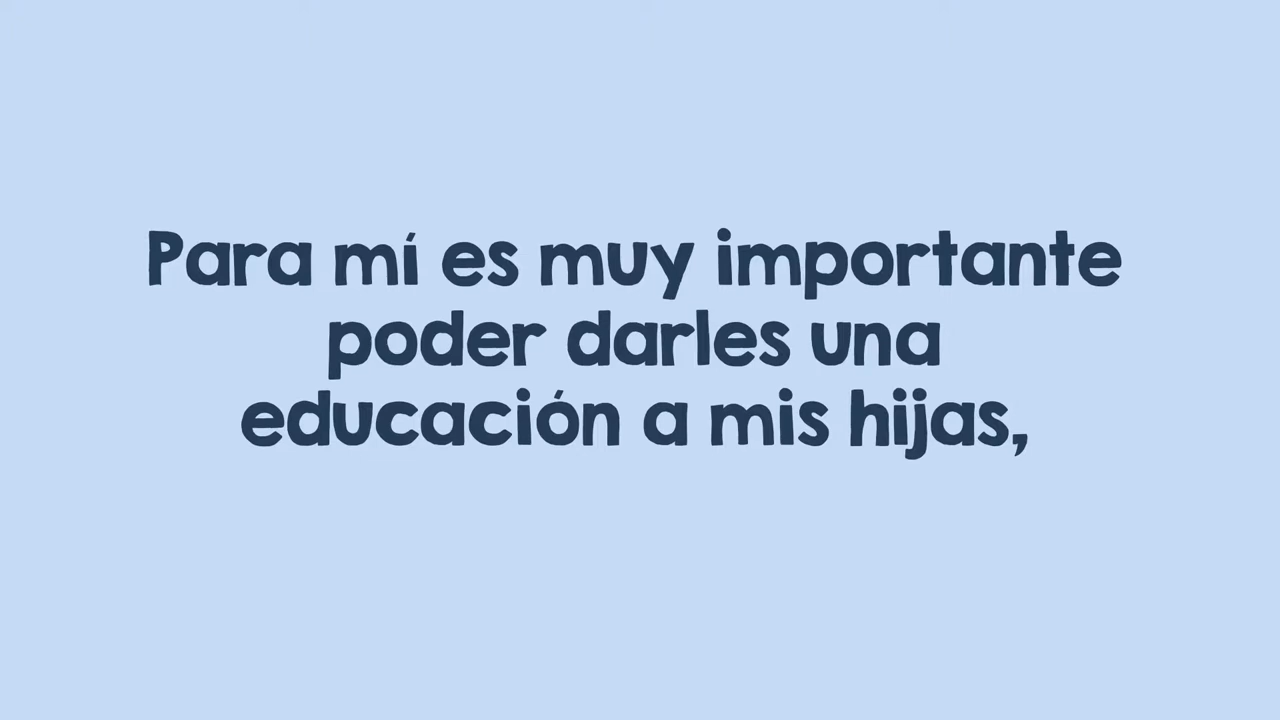 Para mí es muy importante
poder darles una
educación a mis hijas,